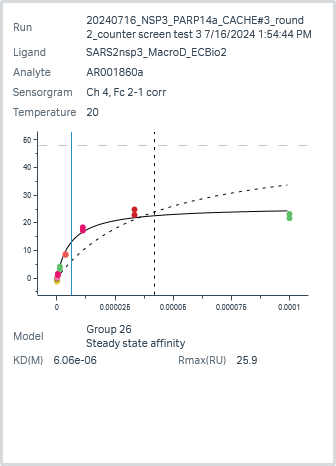 Run 20240716_NSP3_PARP14a_CACHE#3_round
2_counter screen test 3 7/16/2024 1:54:44 PM
Ligand SARS2nsp3_MacroD_ECBio2
Analyte AR001860a
Sensorgram Ch 4, Fc 2-1 corr
Temperature 20
60
50
40
30
20
10
0
0 0.000025 0.00005 0.000075 0.0001
Model Group 26
Steady state affinity
KD(M) 6.06e-06 Rmax(RU) 25.9